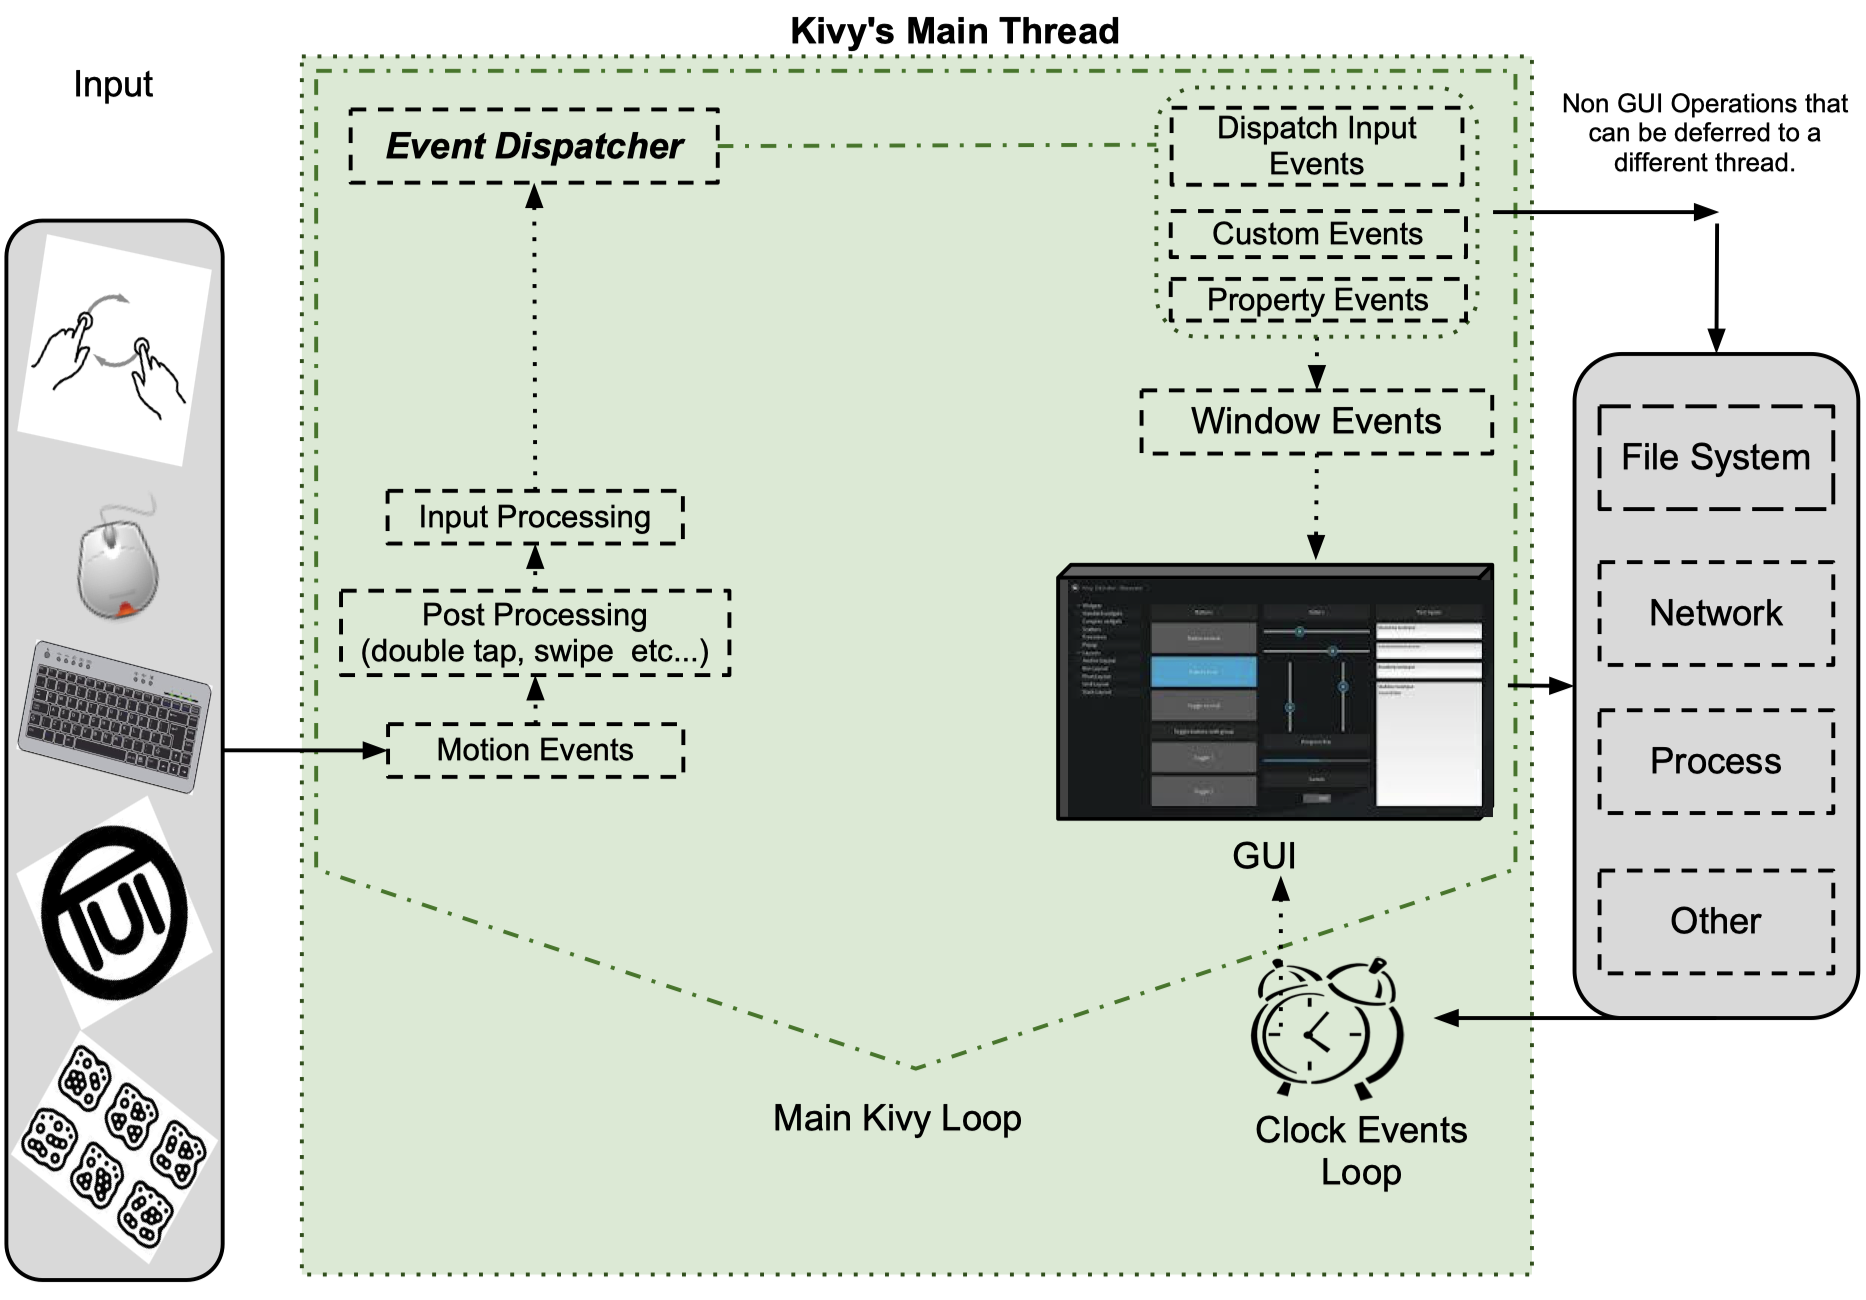 Kivy's Main Thread
Input
Event Dispatcher
Dispatch Input
Events
Custom Events
Property Events
Non GUI Operations that
can be deferred to a
different thread.
Window Events
File System
Network
Process
Other
Input Processing
Post Processing
(double tap, swipe etc...)
Motion Events
TUI
GUI
Main Kivy Loop
Clock Events
Loop